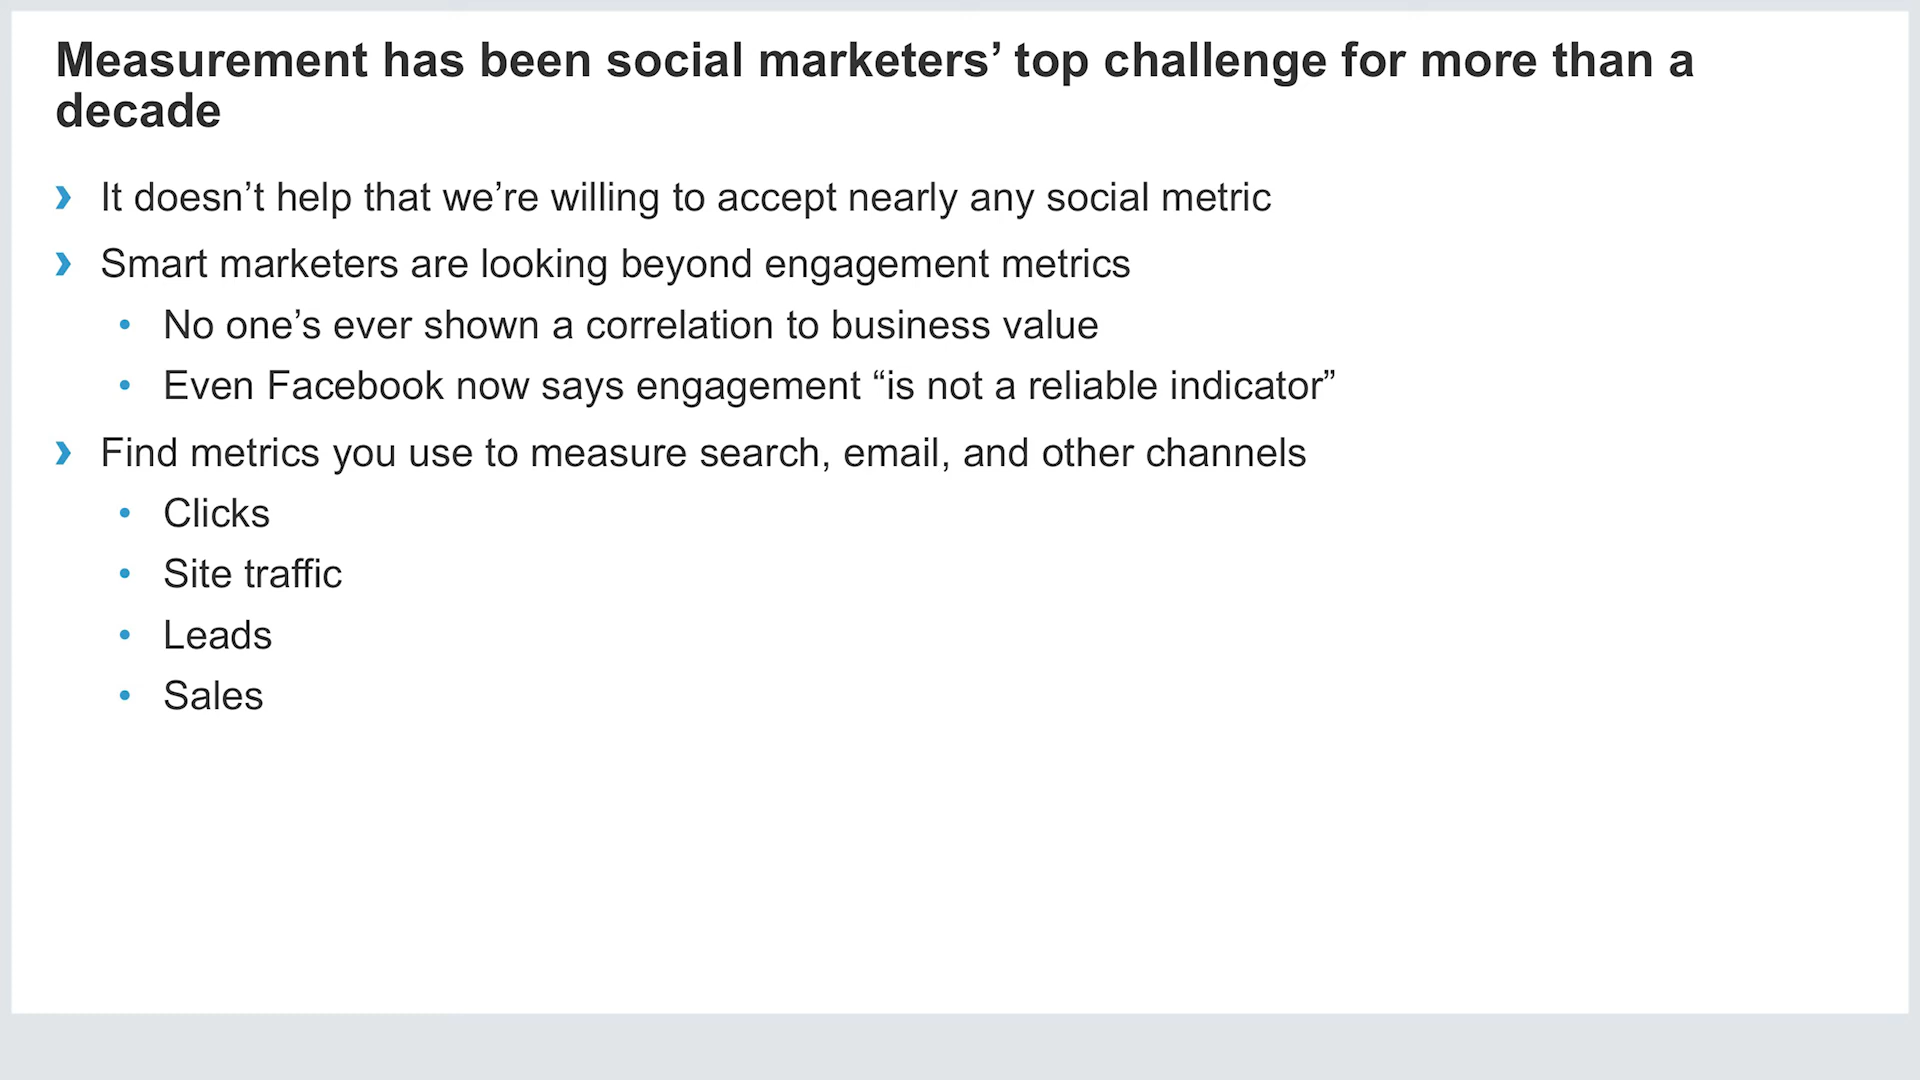 Measurement has been social marketers’ top challenge for more than a
decade
› It doesn’t help that we’re willing to accept nearly any social metric
› Smart marketers are looking beyond engagement metrics
• No one’s ever shown a correlation to business value
• Even Facebook now says engagement “is not a reliable indicator”
› Find metrics you use to measure search, email, and other channels
• Clicks
• Site traffic
• Leads
• Sales